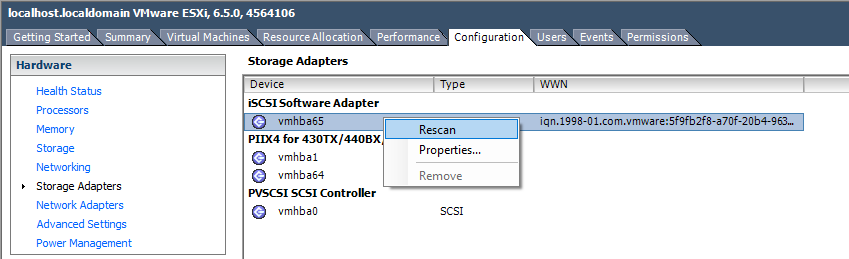 localhost.localdomain VMware ESXi, 6.5.0, 4564106
Getting Started Summary Virtual Machines Resource Allocation Performance Configuration Users Events Permissions
Hardware
Health Status
Processors
Memory
Storage
Networking
Storage Adapters
Network Adapters
Advanced Settings
Power Management
Storage Adapters
Device Type WWN
iSCSI Software Adapter
vmhba65 iqn.1998-01.com.vmware:5f9fb2f8-a70f-20b4-963...
PIIX4 for 430TX/440BX/
vmhba1
vmhba64
PVSCSI SCSI Controller
vmhba0 SCSI
Rescan
Properties...
Remove